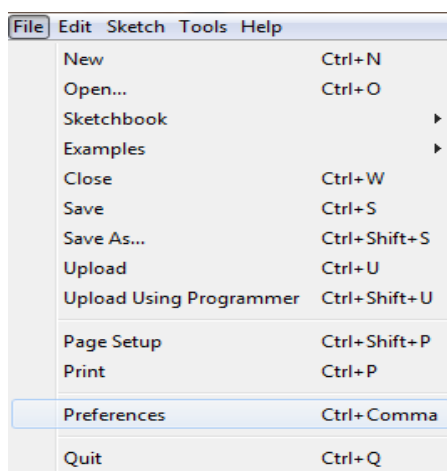 File Edit Sketch Tools Help
New Ctrl+N
Open... Ctrl+O
Sketchbook
Examples
Close Ctrl+W
Save Ctrl+S
Save As... Ctrl+Shift+S
Upload Ctrl+U
Upload Using Programmer Ctrl+Shift+U
Page Setup Ctrl+Shift+P
Print Ctrl+P
Preferences Ctrl+Comma
Quit Ctrl+Q